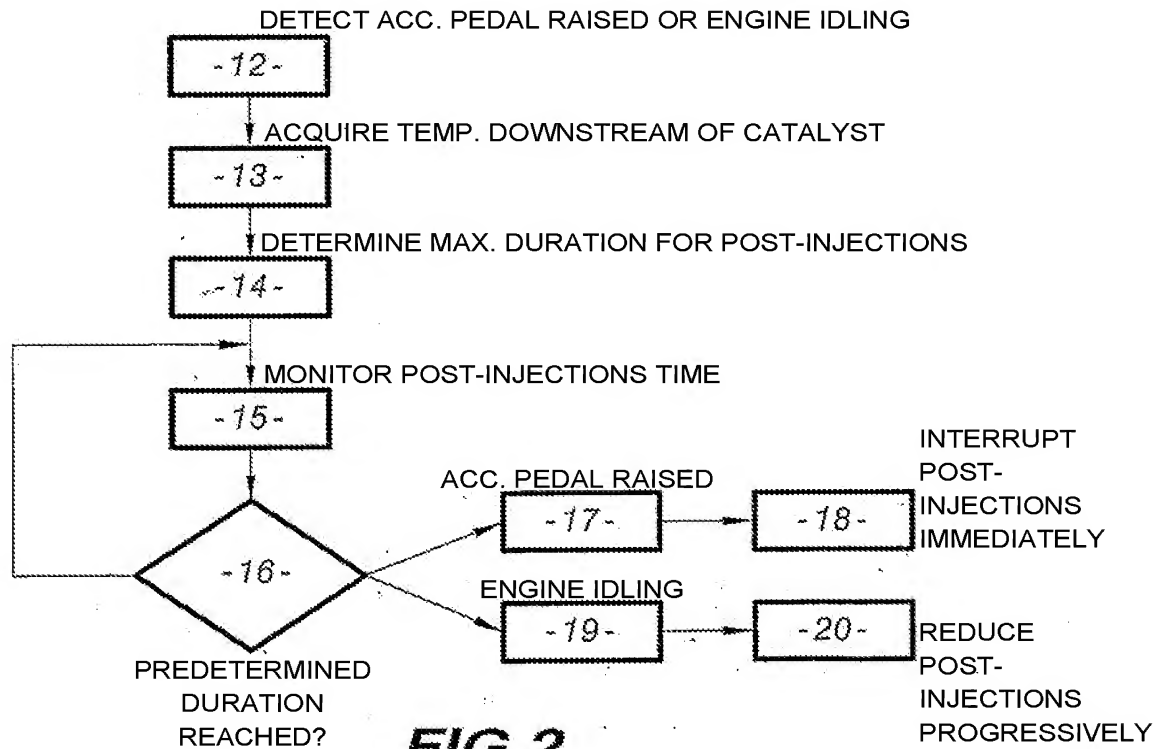 DETECT ACC. PEDAL RAISED OR ENGINE IDLING
-12-
ACQUIRE TEMP. DOWNSTREAM OF CATALYST
-13-
DETERMINE MAX. DURATION FOR POST-INJECTIONS
-14-
MONITOR POST-INJECTIONS TIME
-15-
-16-
PREDETERMINED
DURATION
REACHED?
ACC. PEDAL RAISED
-17-
-18-
INTERRUPT
POST-
INJECTIONS
IMMEDIATELY
ENGINE IDLING
-19-
-20-
REDUCE
POST-
INJECTIONS
PROGRESSIVELY
FIG.2